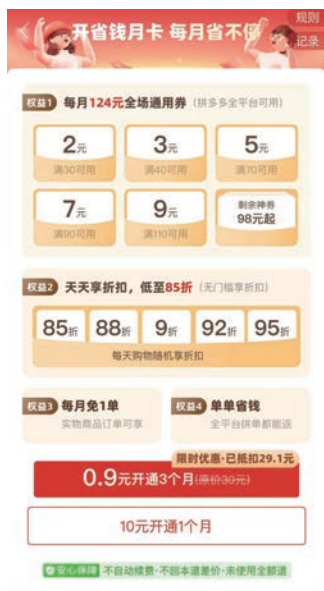 规则
开省钱月卡 每月省不停
记录
权益1 每月124元全场通用券 (拼多多全平台可用)
2元 3元 5元
满30可用 满40可用 满70可用
7元 9元 剩余神券 98元起
满90可用 满110可用
权益2 天天享折扣,低至85折 (无门槛享折扣)
85折 88折 9折 92折 95折
每天购物随机享折扣
权益3 每月免1单 权益4 单单省钱
实物商品订单可享 全平台拼单都能返
限时优惠·已抵扣29.1元
0.9元开通3个月(原价30元)
10元开通1个月
安心保障 不自动续费·不回本退差价·未使用全额退